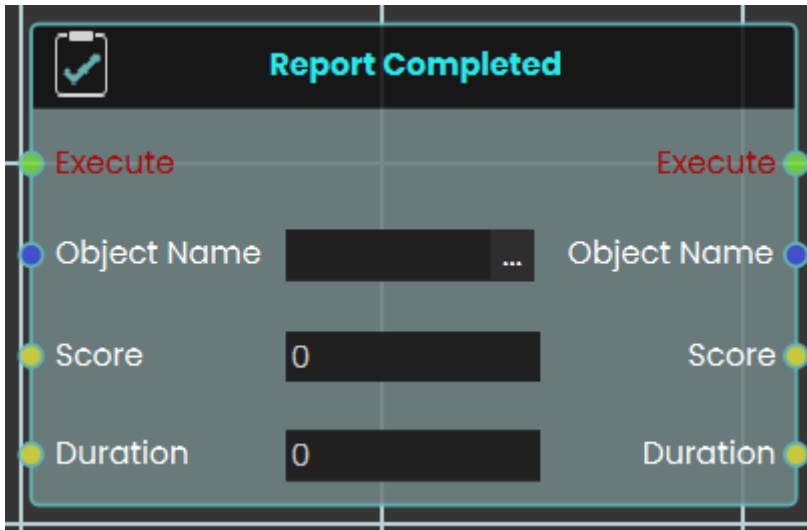 Report Completed
Execute Execute
Object Name ... Object Name
Score 0 Score
Duration 0 Duration